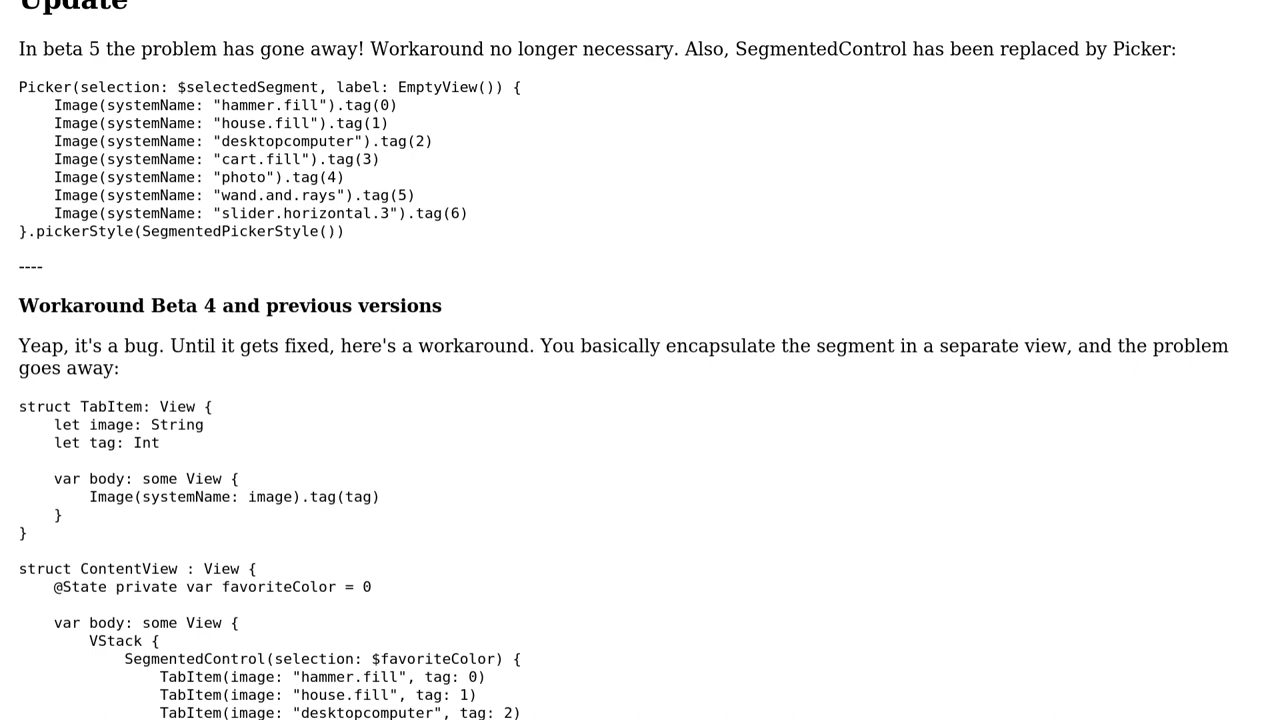 Update
In beta 5 the problem has gone away! Workaround no longer necessary. Also, SegmentedControl has been replaced by Picker:
Picker(selection: $selectedSegment, label: EmptyView()) {
    Image(systemName: "hammer.fill").tag(0)
    Image(systemName: "house.fill").tag(1)
    Image(systemName: "desktopcomputer").tag(2)
    Image(systemName: "cart.fill").tag(3)
    Image(systemName: "photo").tag(4)
    Image(systemName: "wand.and.rays").tag(5)
    Image(systemName: "slider.horizontal.3").tag(6)
}.pickerStyle(SegmentedPickerStyle())
----
Workaround Beta 4 and previous versions
Yeap, it's a bug. Until it gets fixed, here's a workaround. You basically encapsulate the segment in a separate view, and the problem
goes away:
struct TabItem: View {
    let image: String
    let tag: Int
    var body: some View {
        Image(systemName: image).tag(tag)
    }
}
struct ContentView : View {
    @State private var favoriteColor = 0
    var body: some View {
        VStack {
            SegmentedControl(selection: $favoriteColor) {
                TabItem(image: "hammer.fill", tag: 0)
                TabItem(image: "house.fill", tag: 1)
                TabItem(image: "desktopcomputer", tag: 2)